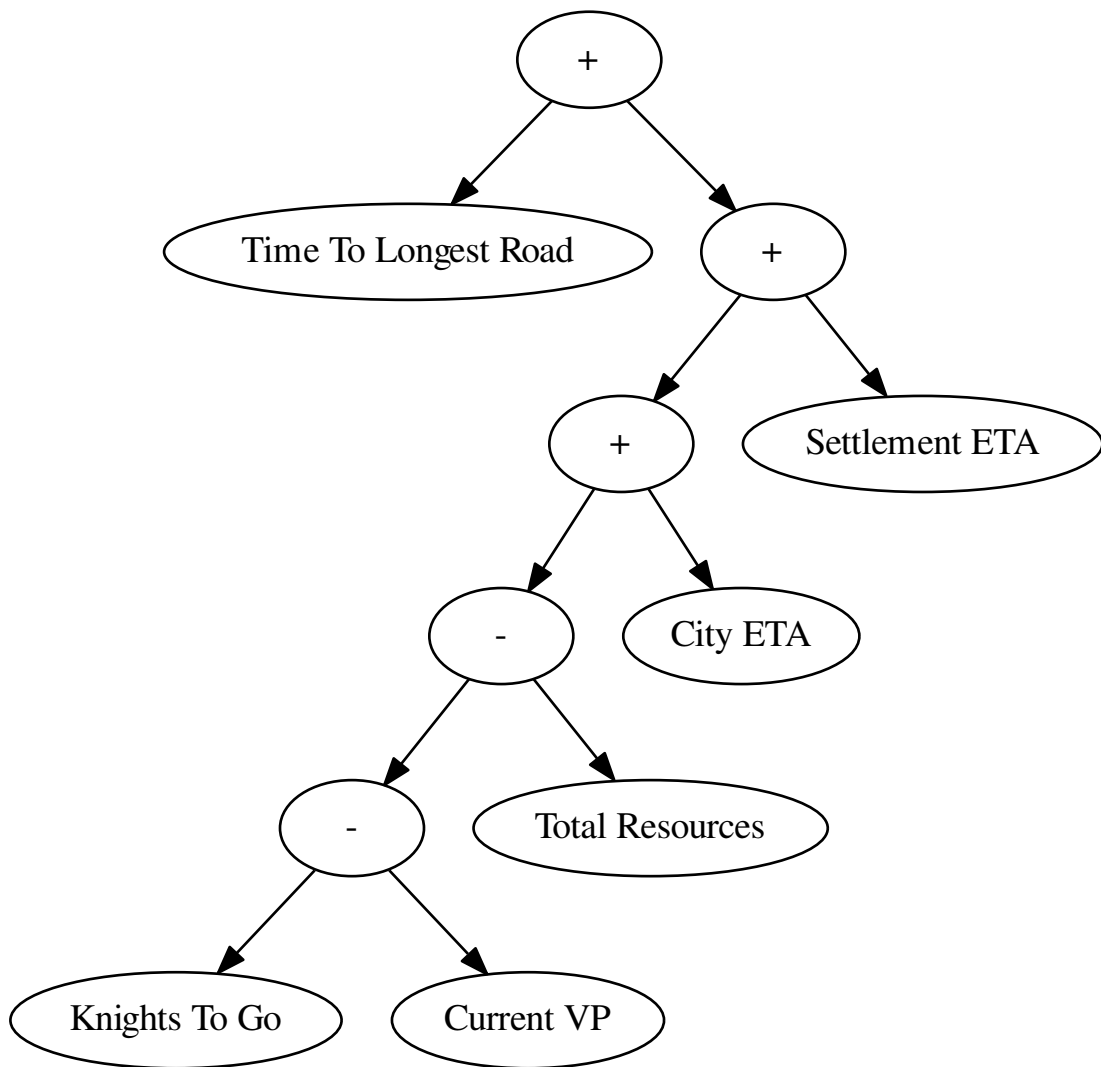 +
Time To Longest Road
+
+
Settlement ETA
-
City ETA
-
Total Resources
Knights To Go
Current VP